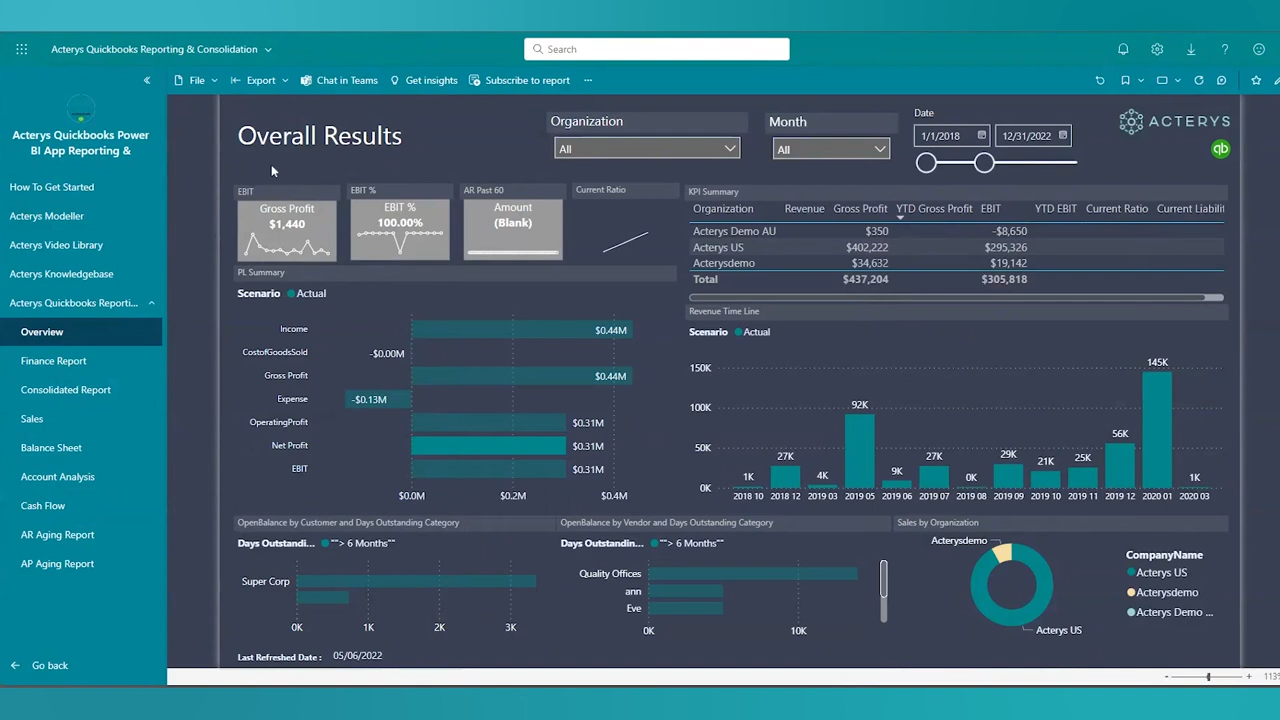 Acterys Quickbooks Reporting & Consolidation
Search
File
Export
Chat in Teams
Get insights
Subscribe to report
Acterys Quickbooks Power
BI App Reporting &
How To Get Started
Acterys Modeller
Acterys Video Library
Acterys Knowledgebase
Acterys Quickbooks Reporti...
Overview
Finance Report
Consolidated Report
Sales
Balance Sheet
Account Analysis
Cash Flow
AR Aging Report
AP Aging Report
Go back
Overall Results
Organization
All
Month
All
Date
1/1/2018
12/31/2022
ACTERYS
qb
EBIT
Gross Profit
$1,440
EBIT %
EBIT %
100.00%
AR Past 60
Amount
(Blank)
Current Ratio
KPI Summary
Organization Revenue Gross Profit YTD Gross Profit EBIT YTD EBIT Current Ratio Current Liabilit
Acterys Demo AU $350 -$8,650
Acterys US $402,222 $295,326
Acterysdemo $34,632 $19,142
Total $437,204 $305,818
PL Summary
Scenario Actual
Income $0.44M
CostofGoodsSold -$0.00M
Gross Profit $0.44M
Expense -$0.13M
OperatingProfit $0.31M
Net Profit $0.31M
EBIT $0.31M
$0.0M $0.2M $0.4M
Revenue Time Line
Scenario Actual
150K
100K
50K
0K
1K 27K 4K 92K 9K 27K 0K 29K 21K 25K 56K 145K 1K
2018 10 2018 12 2019 03 2019 05 2019 06 2019 07 2019 08 2019 09 2019 10 2019 11 2019 12 2020 01 2020 03
OpenBalance by Customer and Days Outstanding Category
Days Outstandi... ""> 6 Months""
Super Corp
0K 1K 2K 3K
OpenBalance by Vendor and Days Outstanding Category
Days Outstandin... ""> 6 Months""
Quality Offices
ann
Eve
0K 10K
Sales by Organization
Acterysdemo
Acterys US
CompanyName
Acterys US
Acterysdemo
Acterys Demo ...
Last Refreshed Date : 05/06/2022
- +